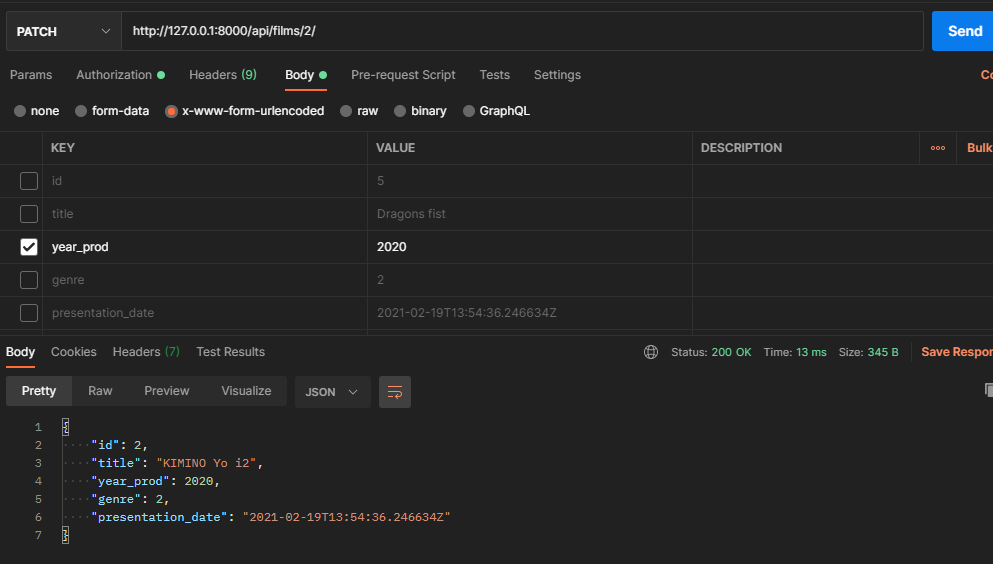 PATCH http://127.0.0.1:8000/api/films/2/ Send
Params Authorization Headers (9) Body Pre-request Script Tests Settings Co
none form-data x-www-form-urlencoded raw binary GraphQL
KEY VALUE DESCRIPTION ooo Bulk
id 5
title Dragons fist
year_prod 2020
genre 2
presentation_date 2021-02-19T13:54:36.246634Z
Body Cookies Headers (7) Test Results Status: 200 OK Time: 13 ms Size: 345 B Save Respon
Pretty Raw Preview Visualize JSON
1 {
2 "id": 2,
3 "title": "KIMINO Yo i2",
4 "year_prod": 2020,
5 "genre": 2,
6 "presentation_date": "2021-02-19T13:54:36.246634Z"
7 }